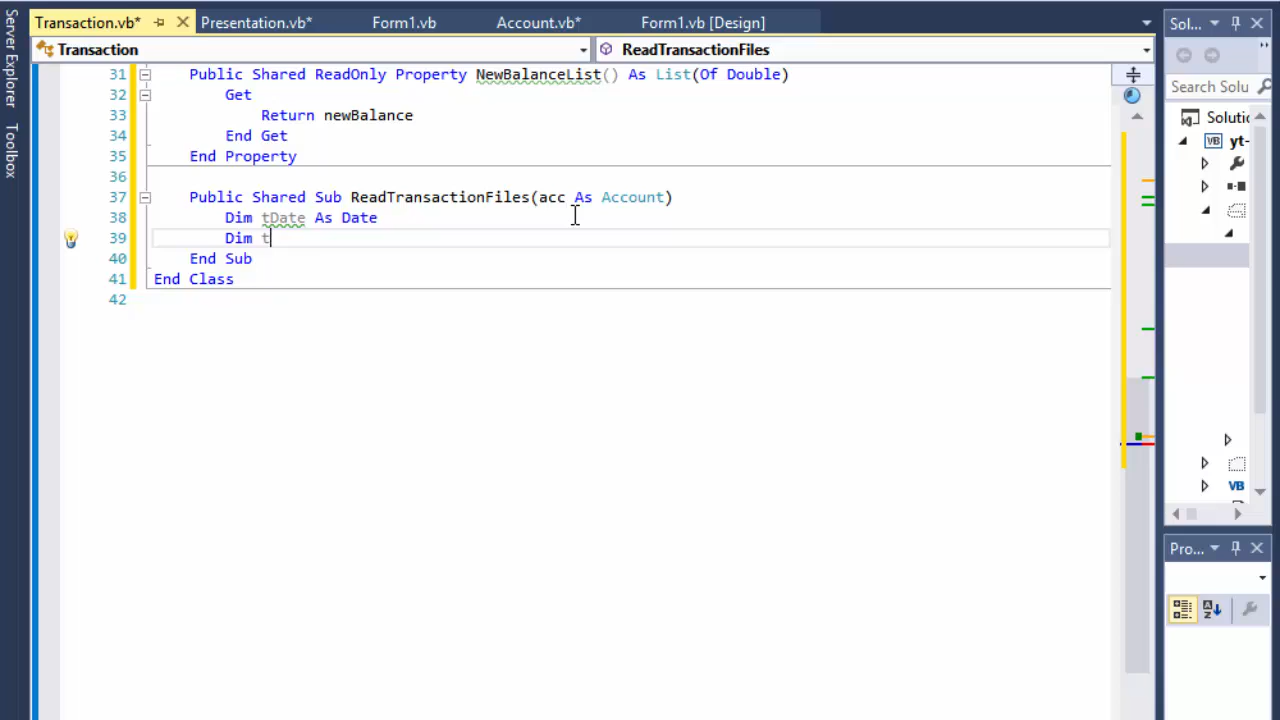 Server Explorer
Toolbox
Transaction.vb*
Presentation.vb*
Form1.vb
Account.vb*
Form1.vb [Design]
Transaction
ReadTransactionFiles
31 Public Shared ReadOnly Property NewBalanceList() As List(Of Double)
32 Get
33 Return newBalance
34 End Get
35 End Property
36
37 Public Shared Sub ReadTransactionFiles(acc As Account)
38 Dim tDate As Date
39 Dim t
40 End Sub
41 End Class
42
Sol...
Search Solu
Solutic
VB yt-
VB
Pro...